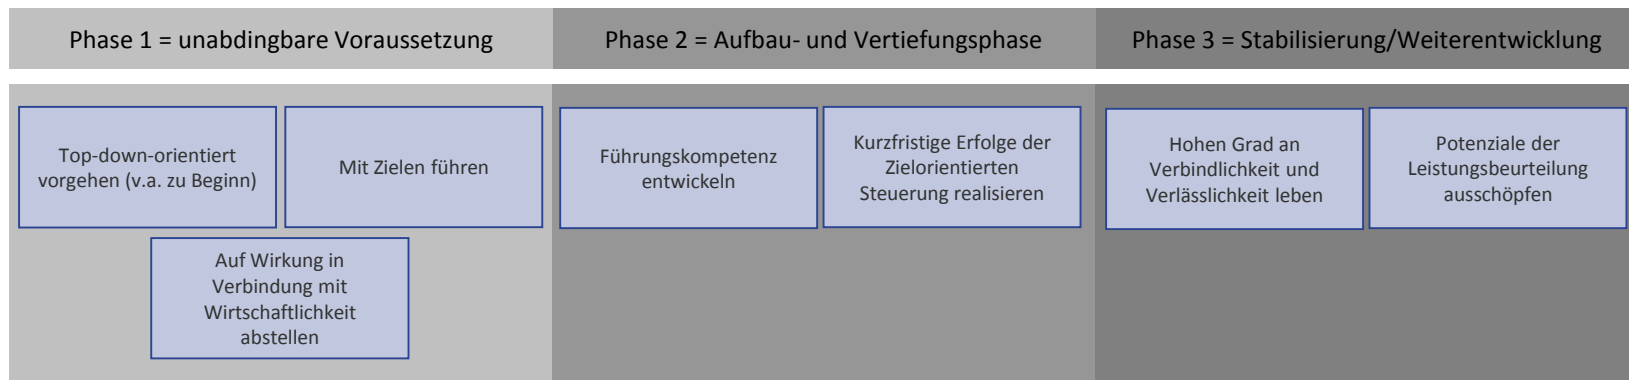 Phase 1 = unabdingbare Voraussetzung
Phase 2 = Aufbau- und Vertiefungsphase
Phase 3 = Stabilisierung/Weiterentwicklung
Top-down-orientiert
vorgehen (v.a. zu Beginn)
Mit Zielen führen
Auf Wirkung in
Verbindung mit
Wirtschaftlichkeit
abstellen
Führungskompetenz
entwickeln
Kurzfristige Erfolge der
Zielorientierten
Steuerung realisieren
Hohen Grad an
Verbindlichkeit und
Verlässlichkeit leben
Potenziale der
Leistungsbeurteilung
ausschöpfen